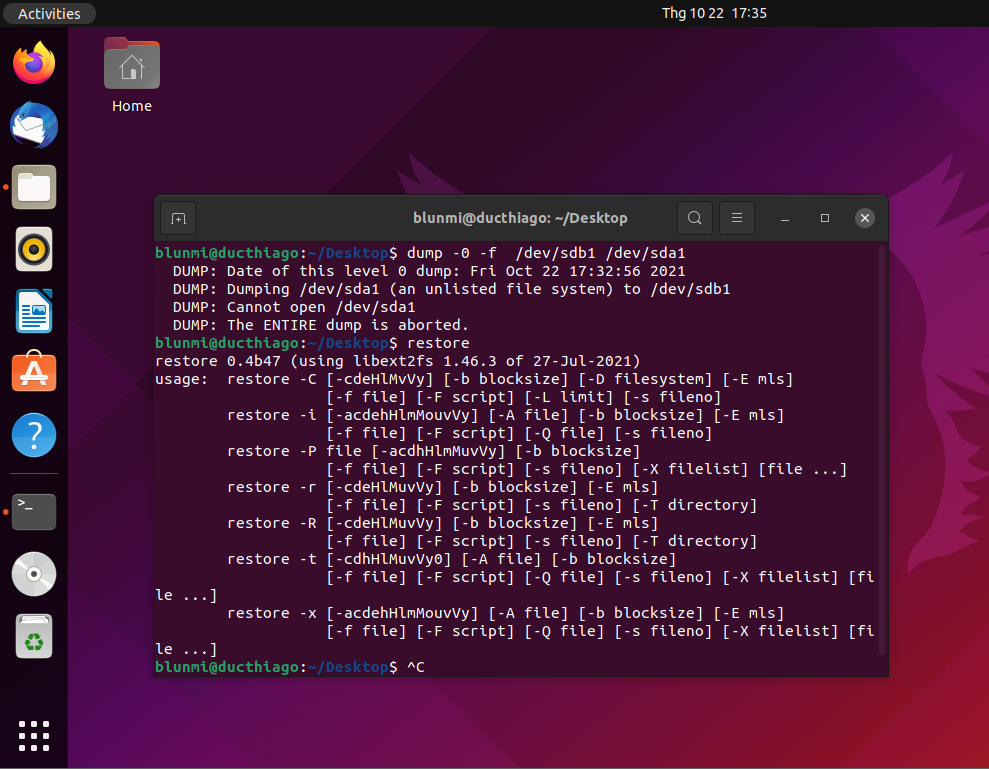 Activities
Thg 10 22 17:35
Home
blunmi@ducthiago: ~/Desktop
blunmi@ducthiago:~/Desktop$ dump -0 -f  /dev/sdb1 /dev/sda1
  DUMP: Date of this level 0 dump: Fri Oct 22 17:32:56 2021
  DUMP: Dumping /dev/sda1 (an unlisted file system) to /dev/sdb1
  DUMP: Cannot open /dev/sda1
  DUMP: The ENTIRE dump is aborted.
blunmi@ducthiago:~/Desktop$ restore
restore 0.4b47 (using libext2fs 1.46.3 of 27-Jul-2021)
usage:  restore -C [-cdeHlMvVy] [-b blocksize] [-D filesystem] [-E mls]
                   [-f file] [-F script] [-L limit] [-s fileno]
        restore -i [-acdehHlmMouvVy] [-A file] [-b blocksize] [-E mls]
                   [-f file] [-F script] [-Q file] [-s fileno]
        restore -P file [-acdhHlmMuvVy] [-b blocksize]
                   [-f file] [-F script] [-s fileno] [-X filelist] [file ...]
        restore -r [-cdeHlMuvVy] [-b blocksize] [-E mls]
                   [-f file] [-F script] [-s fileno] [-T directory]
        restore -R [-cdeHlMuvVy] [-b blocksize] [-E mls]
                   [-f file] [-F script] [-s fileno] [-T directory]
        restore -t [-cdhHlMuvVy0] [-A file] [-b blocksize]
                   [-f file] [-F script] [-Q file] [-s fileno] [-X filelist] [fi
le ...]
        restore -x [-acdehHlmMouvVy] [-A file] [-b blocksize] [-E mls]
                   [-f file] [-F script] [-Q file] [-s fileno] [-X filelist] [fi
le ...]
blunmi@ducthiago:~/Desktop$ ^C